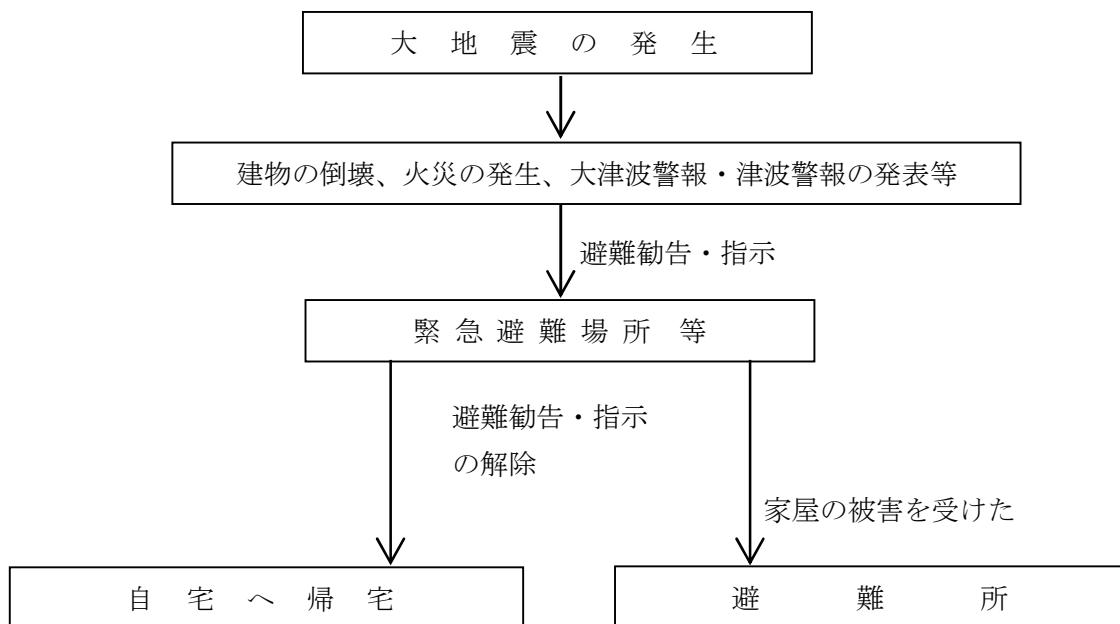 大地震の発生
建物の倒壊、火災の発生、大津波警報・津波警報の発表等
避難勧告・指示
緊急避難場所 等
避難勧告・指示
の解除
家屋の被害を受けた
自宅へ帰宅
避難所